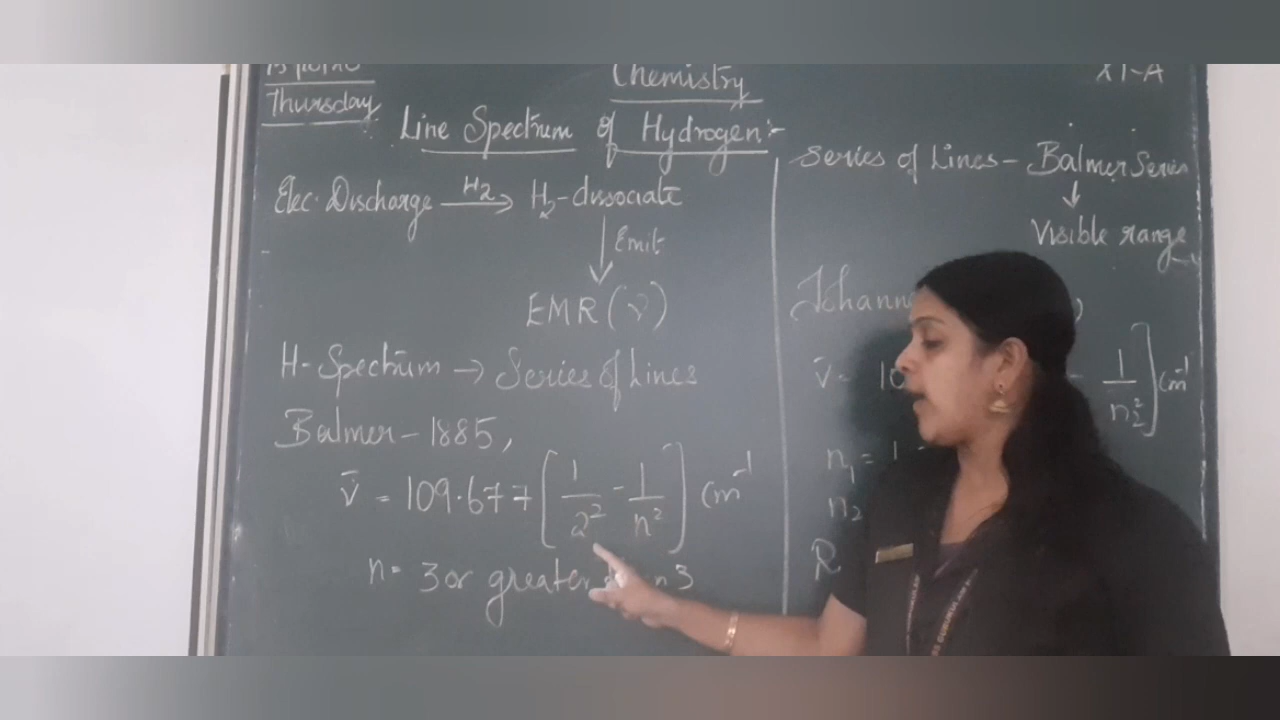 Thursday
Chemistry
XI-A
Line Spectrum of Hydrogen:-
Elec. Discharge —H2→ H2-dissociate
↓ Emit
EMR (ν)
H-Spectrum → Series of Lines
Balmer - 1885,
ν̄ = 109.677 [1/2² - 1/n²] cm⁻¹
n = 3 or greater 3
Series of Lines - Balmer Series
↓
Visible range
ν̄ = 10 - 1/n₂²] cm⁻¹
n₁ = 1
n₂
R